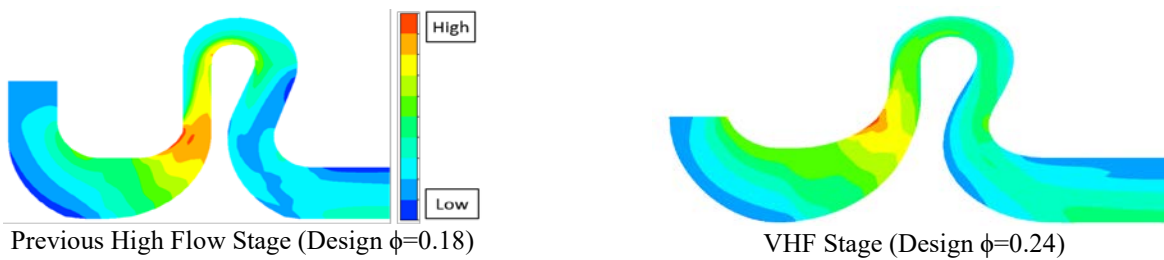 High
Low
Previous High Flow Stage (Design ϕ=0.18)
VHF Stage (Design ϕ=0.24)